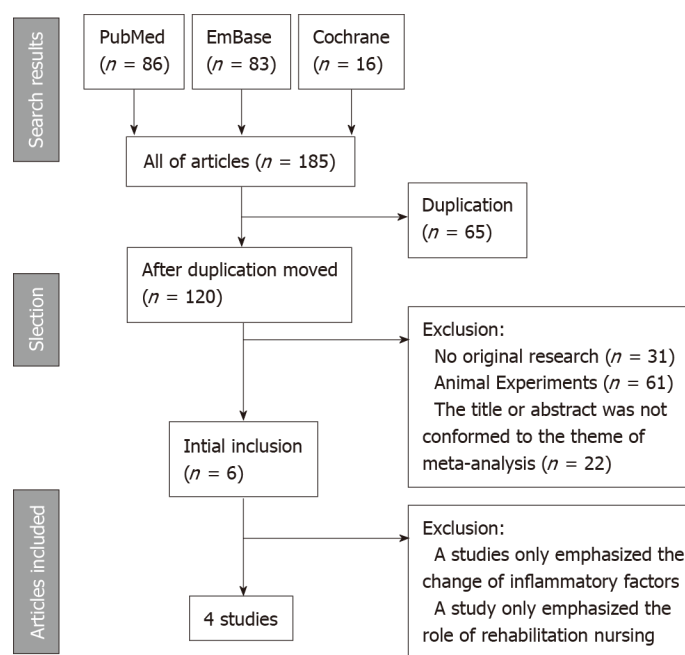 Search results
PubMed
(n = 86)
EmBase
(n = 83)
Cochrane
(n = 16)
All of articles (n = 185)
Duplication
(n = 65)
Slection
After duplication moved
(n = 120)
Exclusion:
No original research (n = 31)
Animal Experiments (n = 61)
The title or abstract was not
conformed to the theme of
meta-analysis (n = 22)
Intial inclusion
(n = 6)
Articles included
Exclusion:
A studies only emphasized the
change of inflammatory factors
A study only emphasized the
role of rehabilitation nursing
4 studies